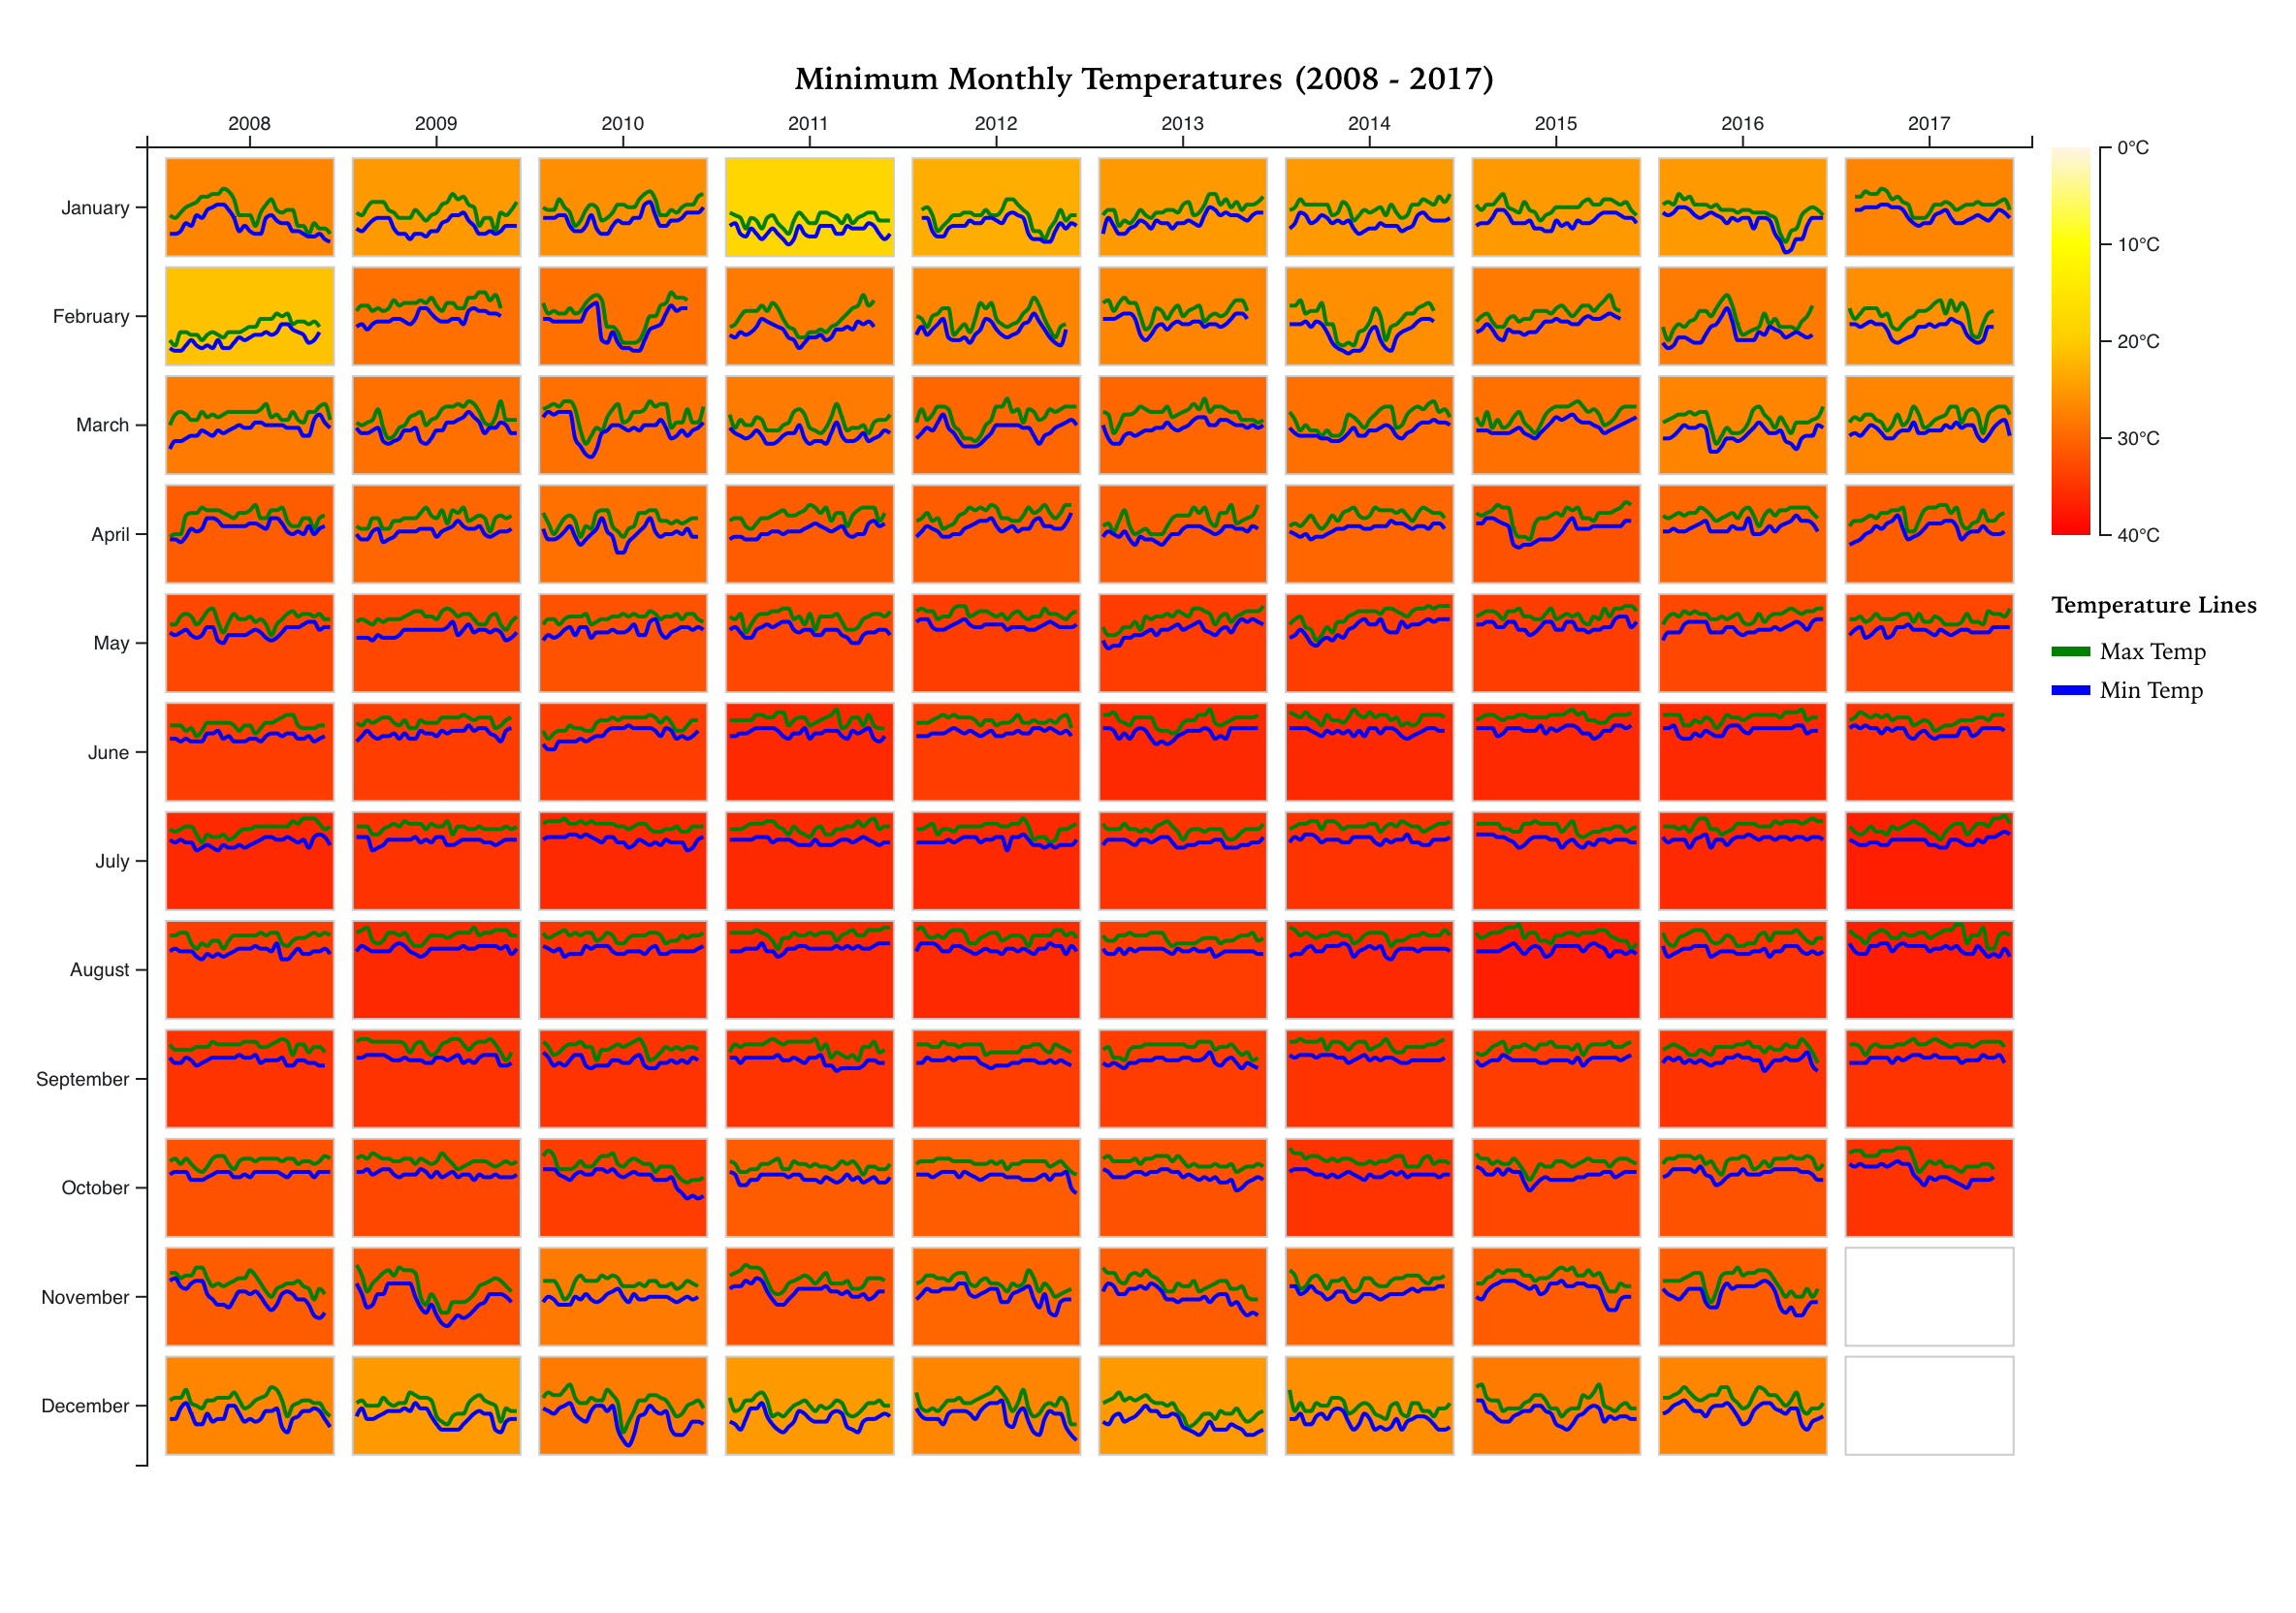 Minimum Monthly Temperatures (2008 - 2017)
2008 2009 2010 2011 2012 2013 2014 2015 2016 2017
January
February
March
April
May
June
July
August
September
October
November
December
0°C
10°C
20°C
30°C
40°C
Temperature Lines
Max Temp
Min Temp